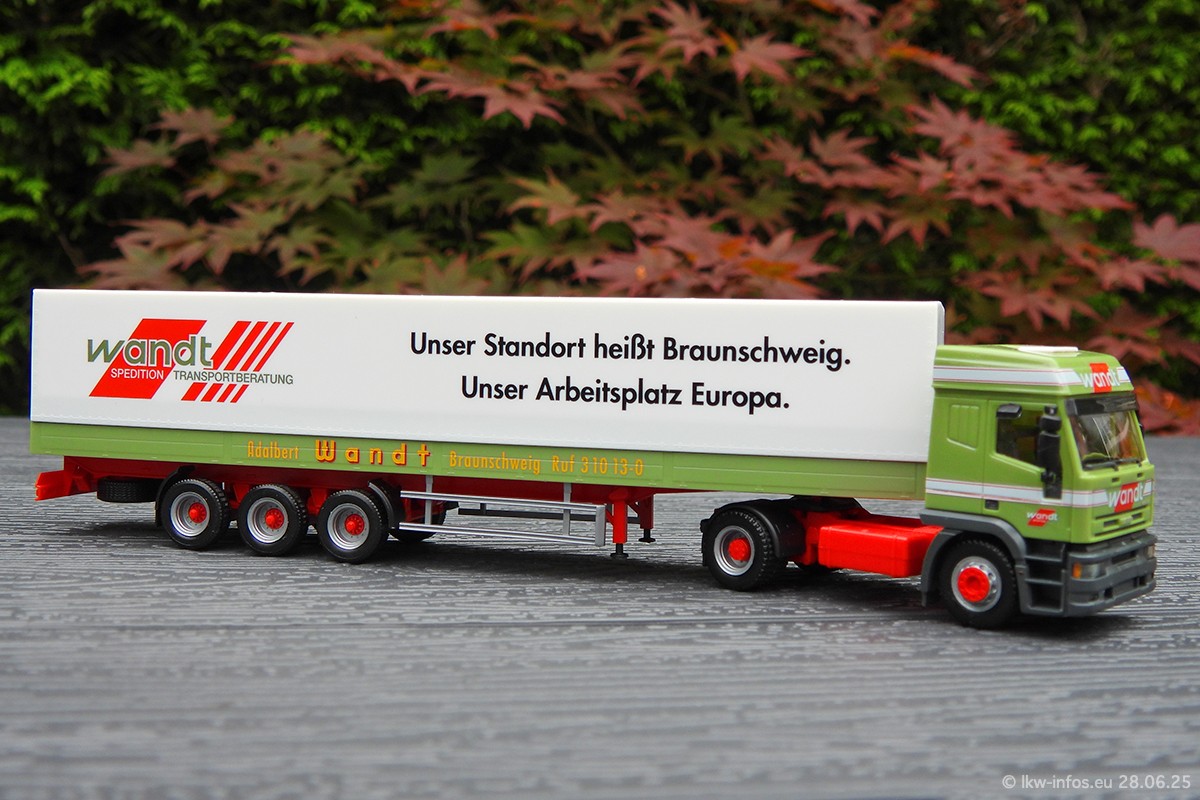 wandt
SPEDITION TRANSPORTBERATUNG
Unser Standort heißt Braunschweig.
Unser Arbeitsplatz Europa.
Adalbert Wandt Braunschweig Ruf 310 13-0
wandt
wandt
wandt
© lkw-infos.eu 28.06.25